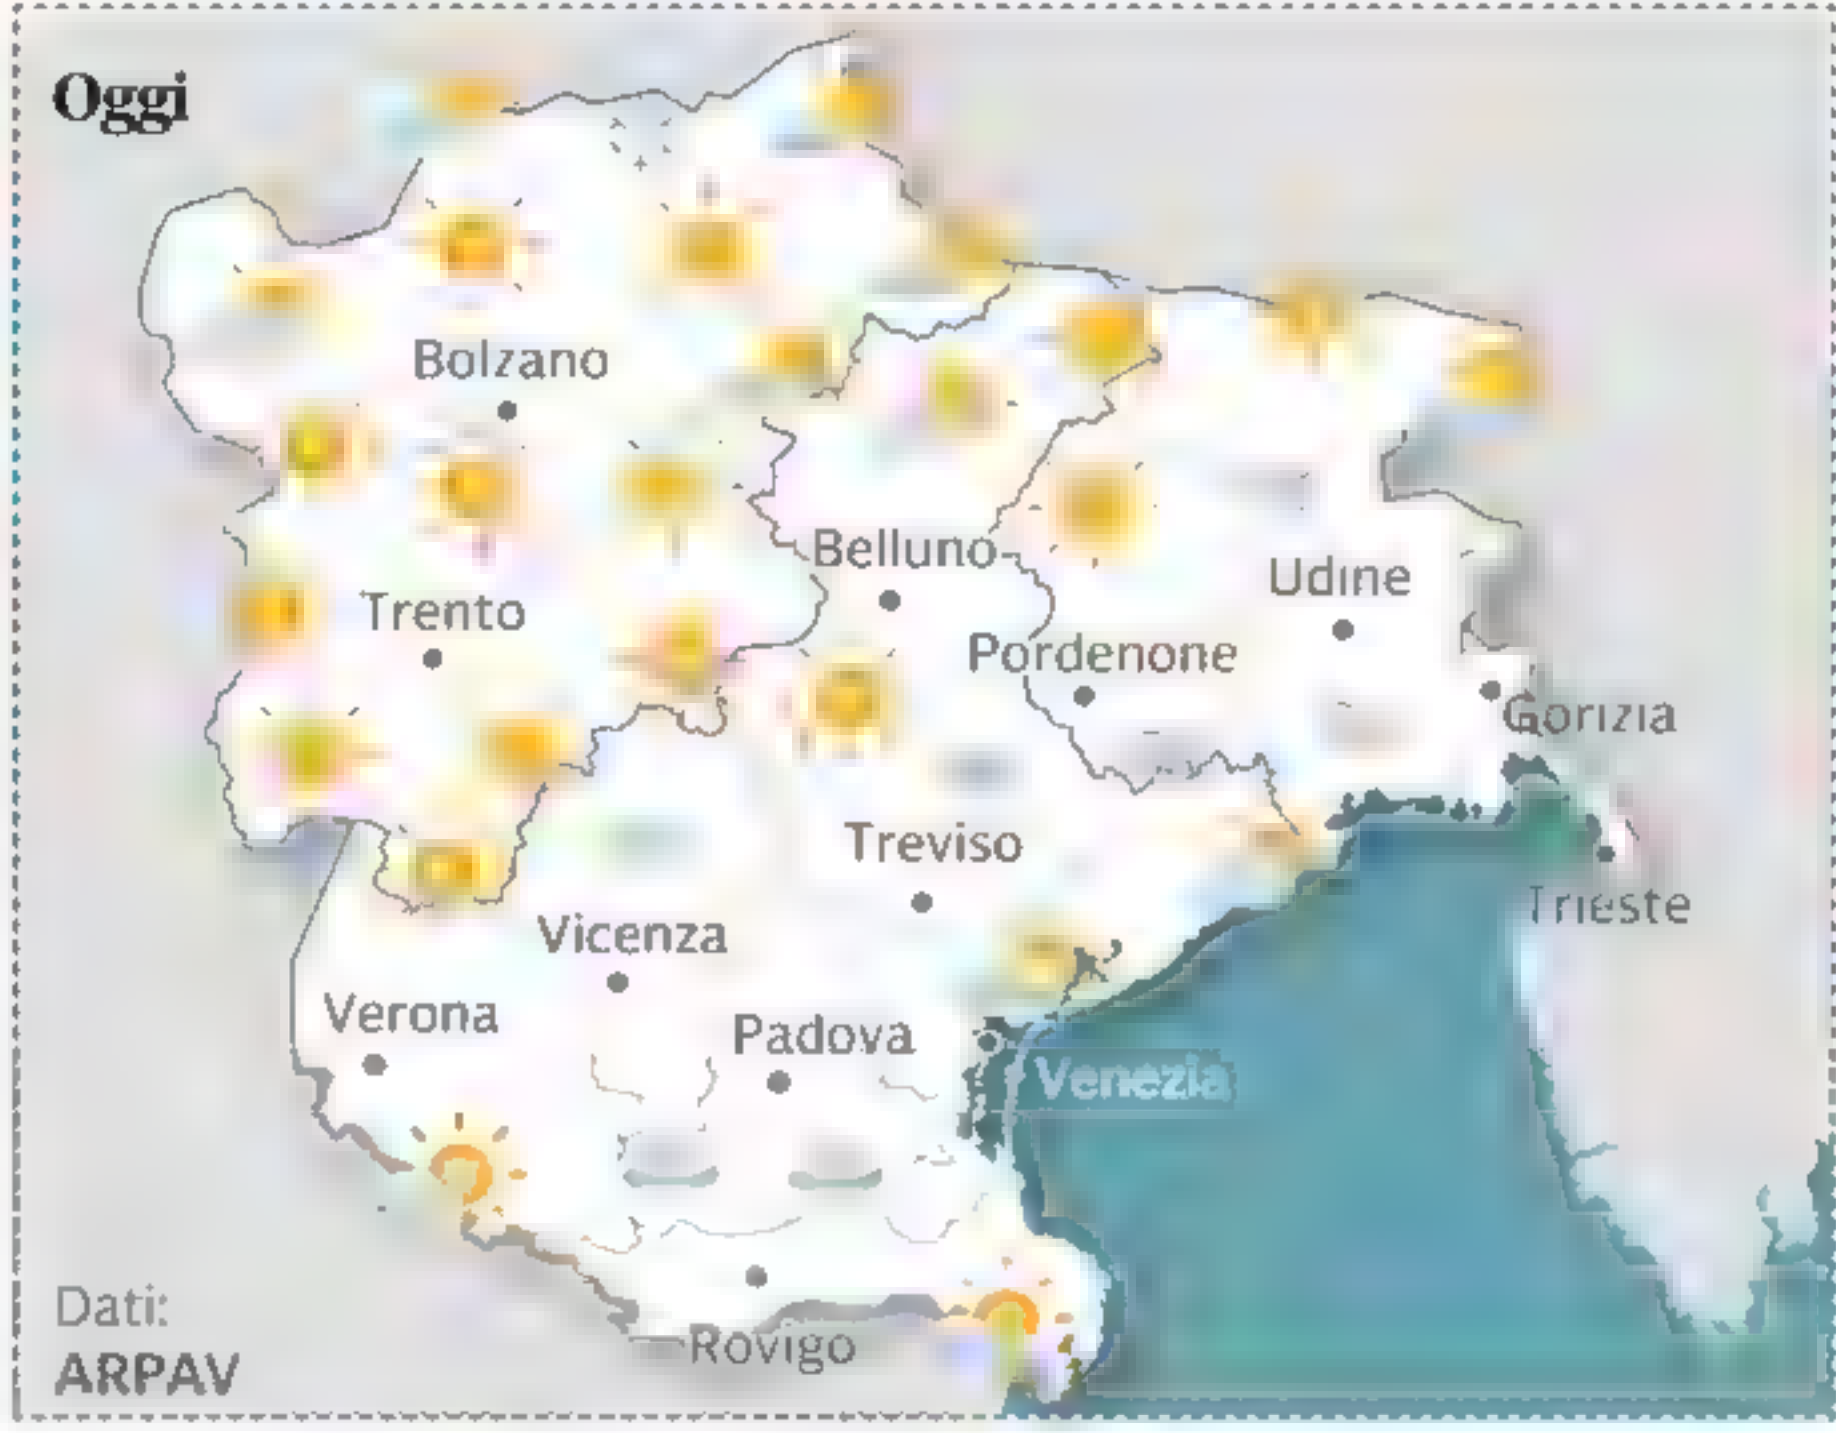 Oggi
Bolzano
Trento
Belluno
Udine
Pordenone
Gorizia
Treviso
Trieste
Vicenza
Verona
Padova
Venezia
Rovigo
Dati:
ARPAV